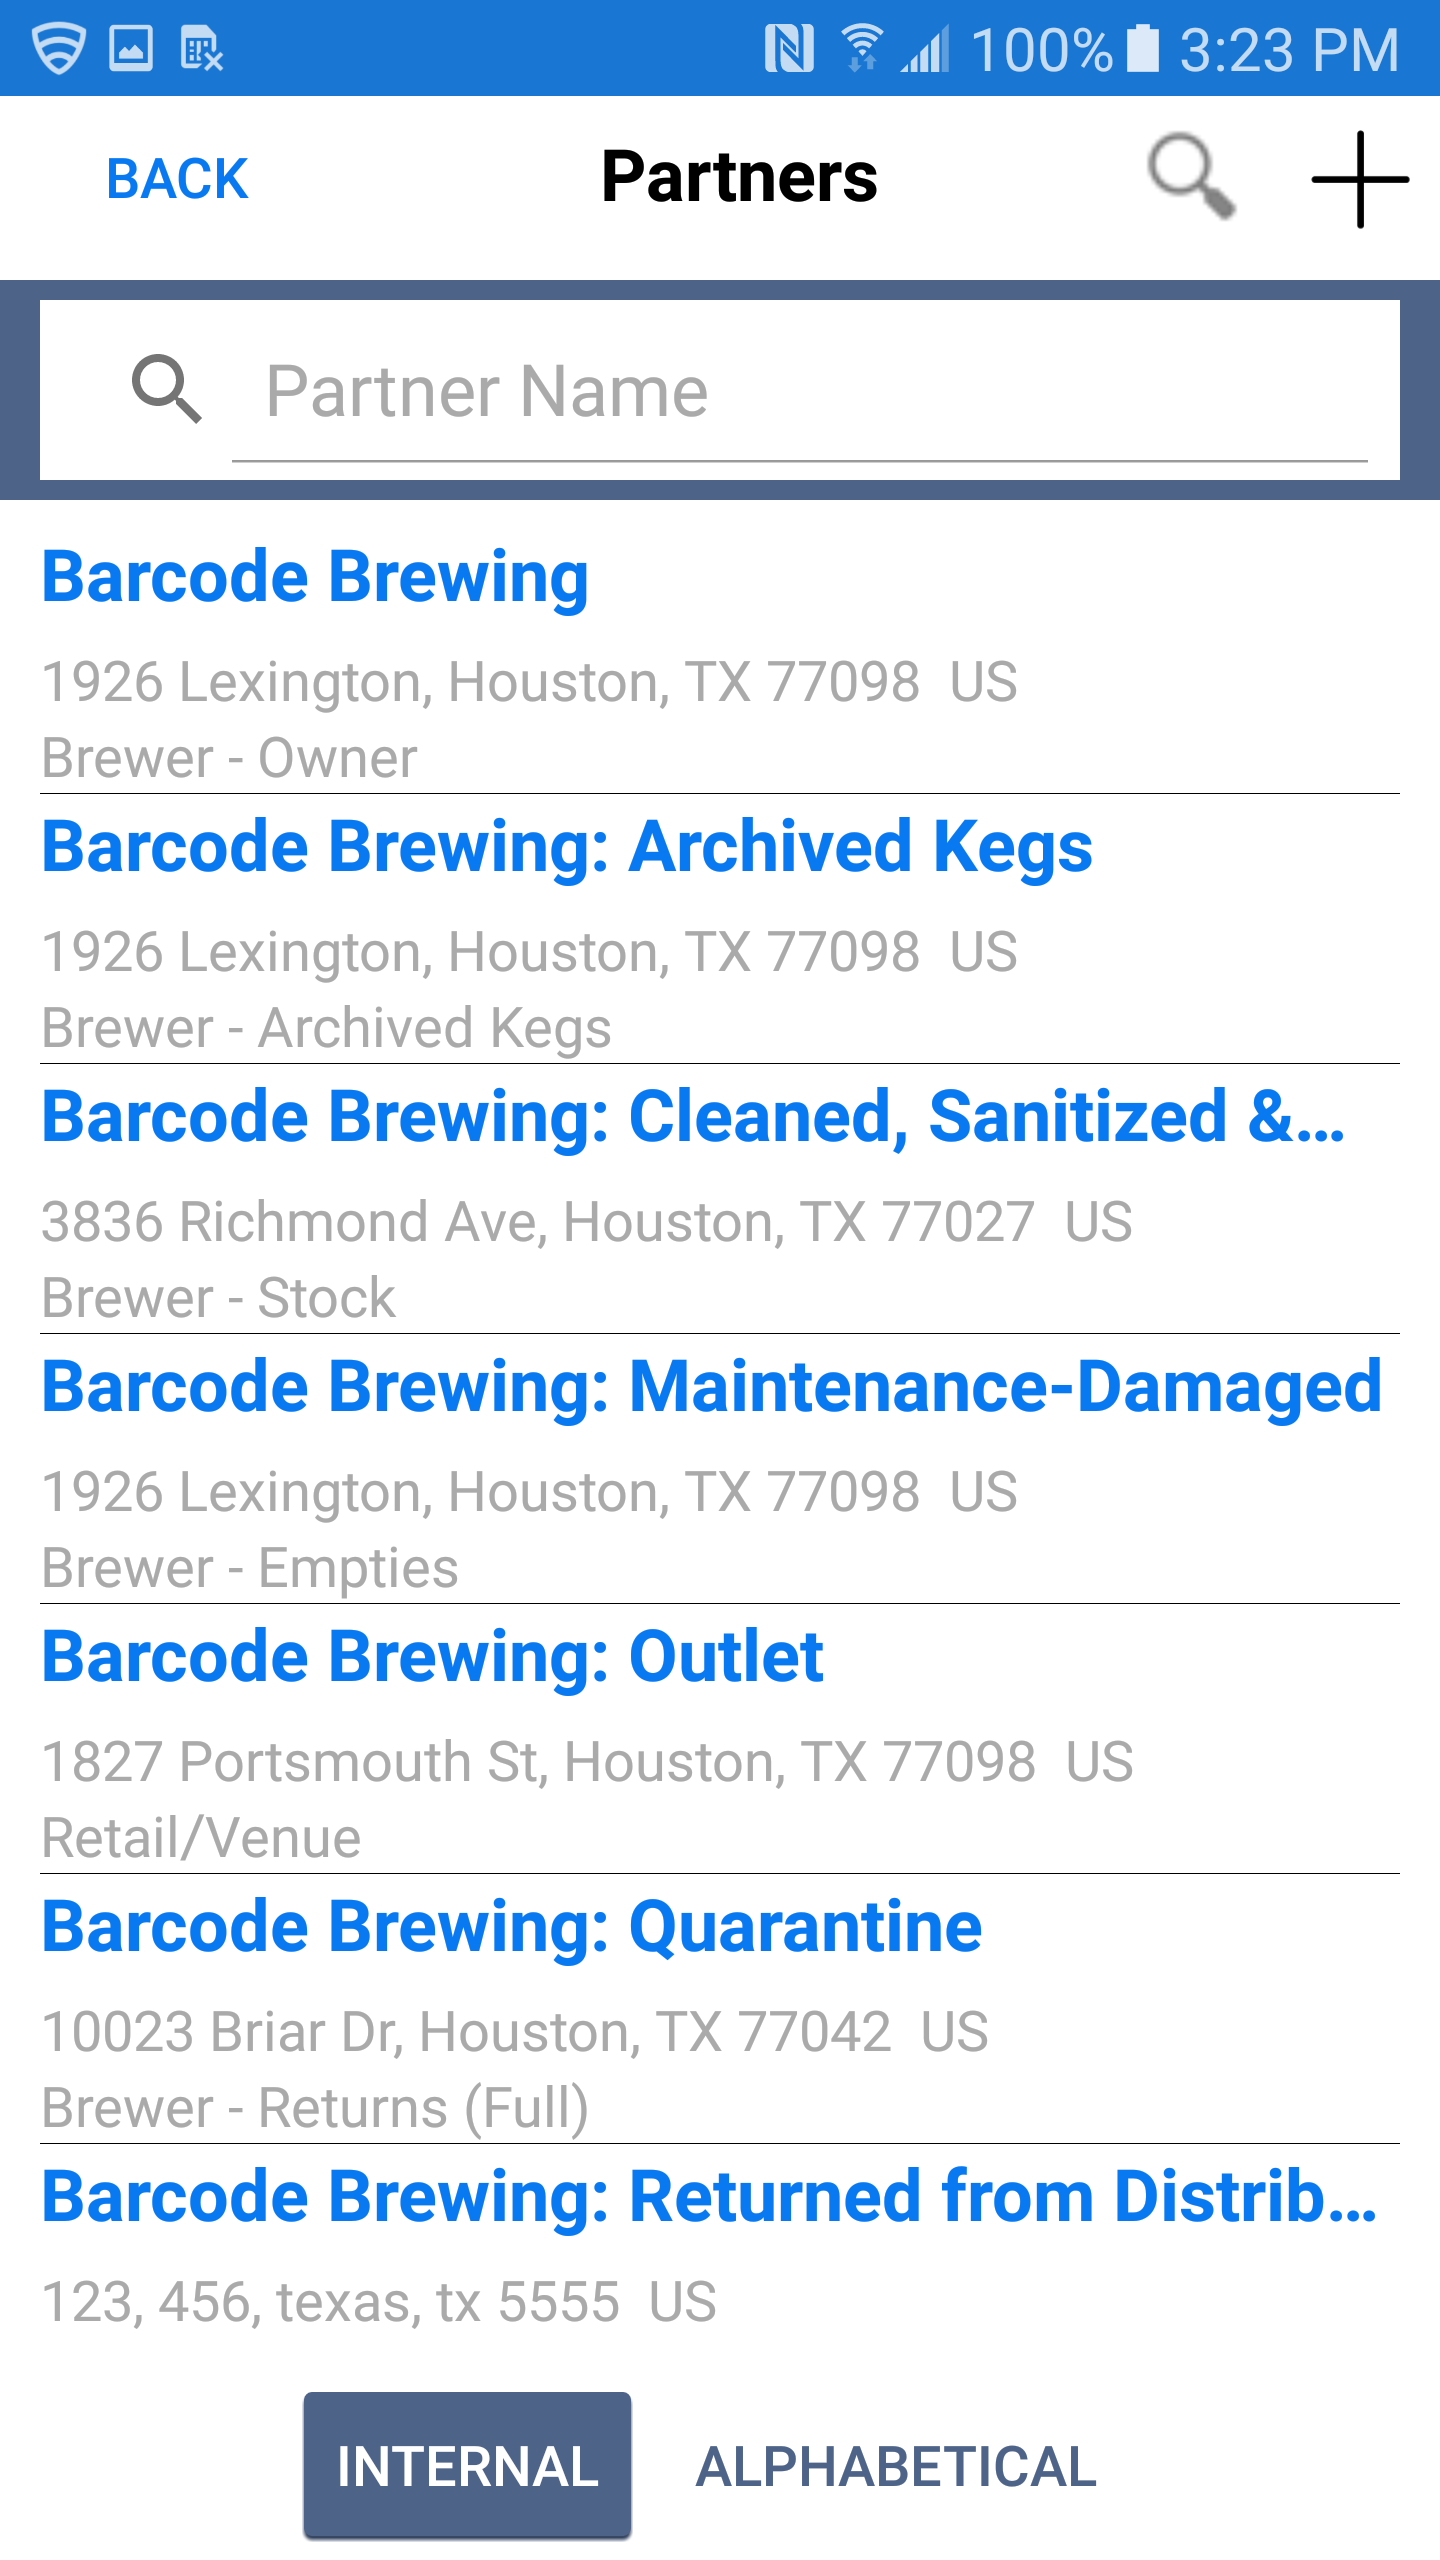 100% 3:23 PM
BACK Partners
Partner Name
Barcode Brewing
1926 Lexington, Houston, TX 77098  US
Brewer - Owner
Barcode Brewing: Archived Kegs
1926 Lexington, Houston, TX 77098  US
Brewer - Archived Kegs
Barcode Brewing: Cleaned, Sanitized &...
3836 Richmond Ave, Houston, TX 77027  US
Brewer - Stock
Barcode Brewing: Maintenance-Damaged
1926 Lexington, Houston, TX 77098  US
Brewer - Empties
Barcode Brewing: Outlet
1827 Portsmouth St, Houston, TX 77098  US
Retail/Venue
Barcode Brewing: Quarantine
10023 Briar Dr, Houston, TX 77042  US
Brewer - Returns (Full)
Barcode Brewing: Returned from Distrib...
123, 456, texas, tx 5555  US
INTERNAL ALPHABETICAL